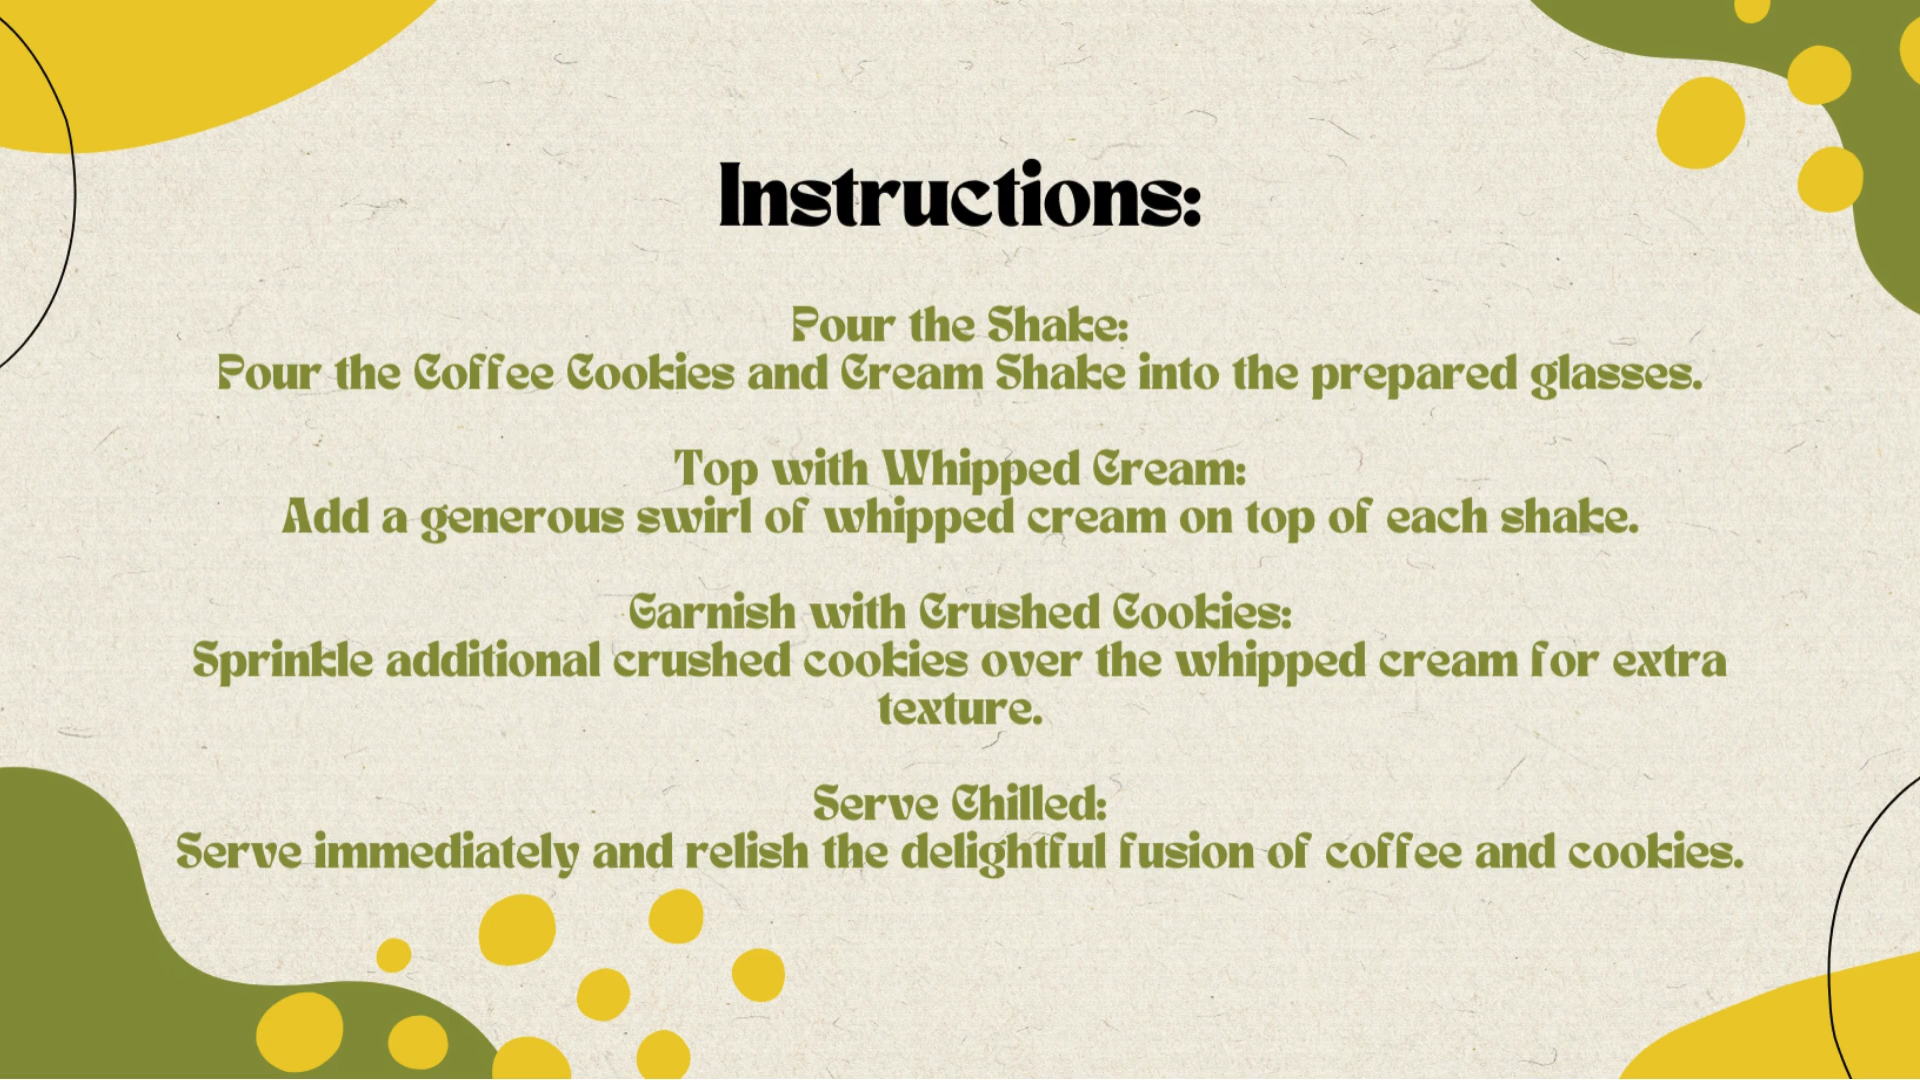 Instructions:
Pour the Shake:
Pour the Coffee Cookies and Cream Shake into the prepared glasses.
Top with Whipped Cream:
Add a generous swirl of whipped cream on top of each shake.
Garnish with Crushed Cookies:
Sprinkle additional crushed cookies over the whipped cream for extra
texture.
Serve Chilled:
Serve immediately and relish the delightful fusion of coffee and cookies.